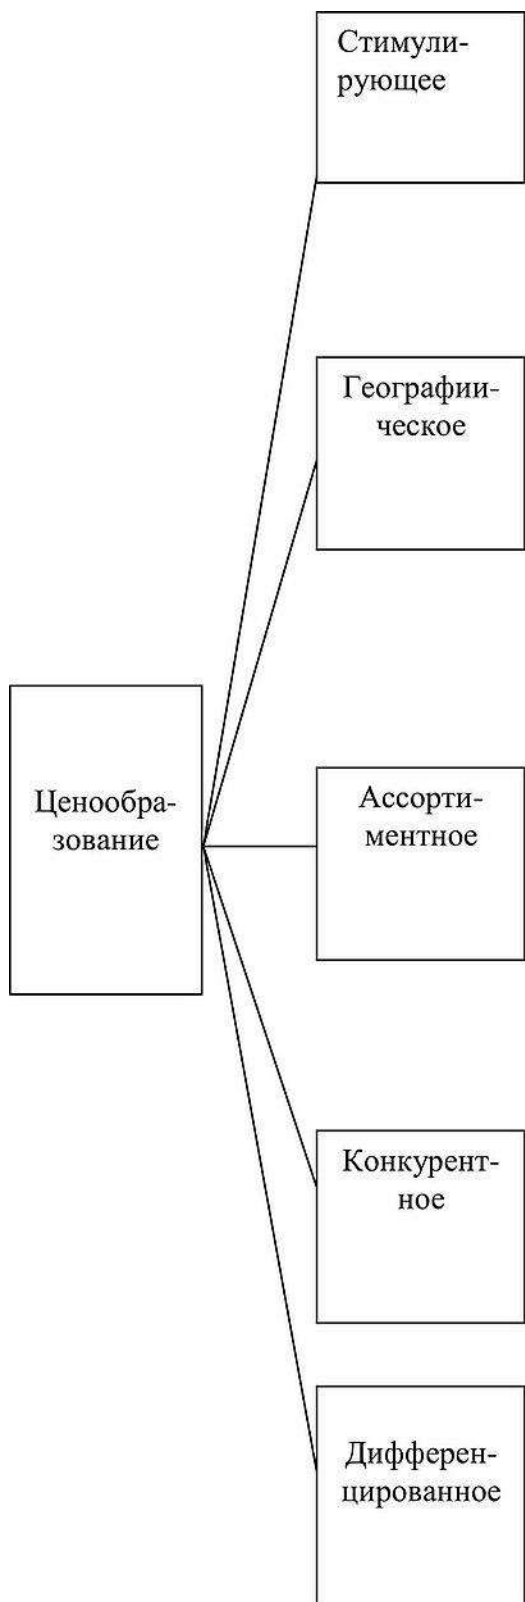 Стимули-
рующее
Географии-
ческое
Ценообра-
зование
Ассорти-
ментное
Конкурент-
ное
Дифферен-
цированное